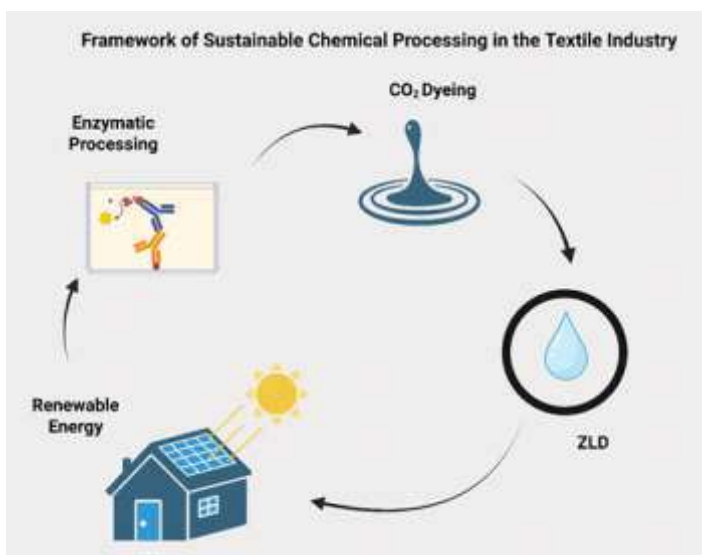 Framework of Sustainable Chemical Processing in the Textile Industry
CO₂ Dyeing
Enzymatic
Processing
Renewable
Energy
ZLD